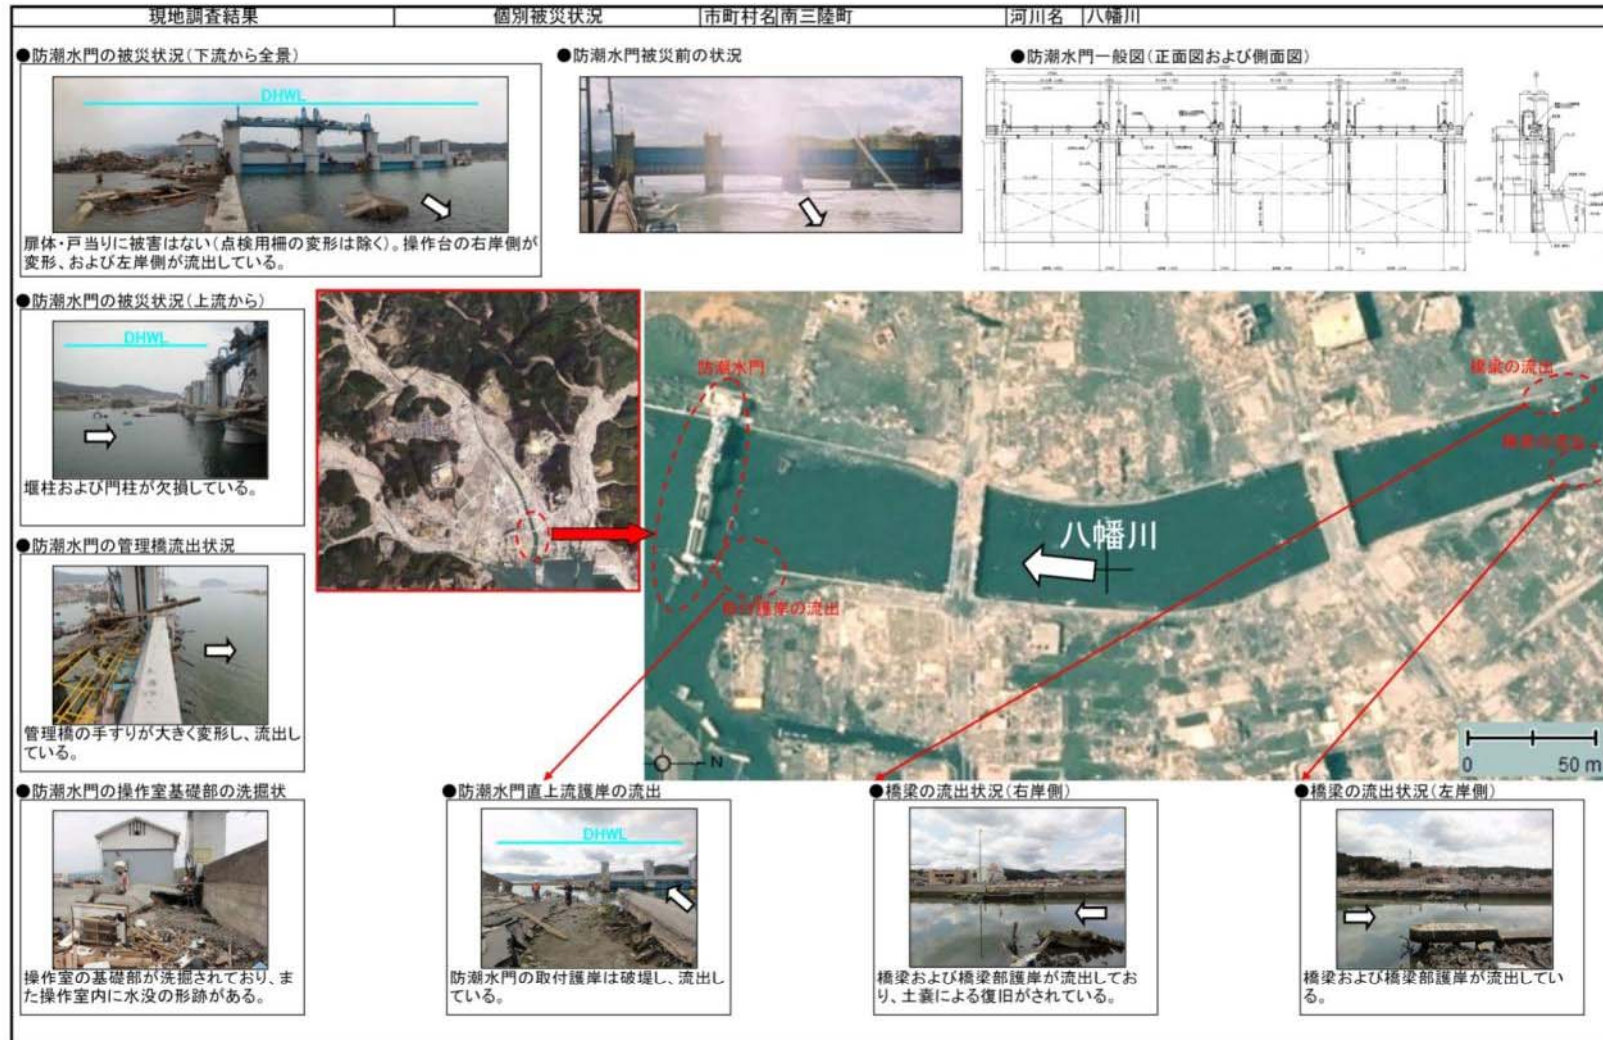 現地調査結果
個別被災状況
市町村名
南三陸町
河川名
八幡川
●防潮水門の被災状況(下流から全景)
DHWL
扉体・戸当りに被害はない(点検用柵の変形は除く)。操作台の右岸側が
変形、および左岸側が流出している。
●防潮水門被災前の状況
●防潮水門一般図(正面図および側面図)
●防潮水門の被災状況(上流から)
DHWL
堰柱および門柱が欠損している。
●防潮水門の管理橋流出状況
管理橋の手すりが大きく変形し、流出し
ている。
●防潮水門の操作室基礎部の洗掘状
操作室の基礎部が洗掘されており、ま
た操作室内に水没の形跡がある。
防潮水門
橋梁の流出
八幡川
取付護岸の流出
N
0
50 m
●防潮水門直上流護岸の流出
DHWL
防潮水門の取付護岸は破堤し、流出し
ている。
●橋梁の流出状況(右岸側)
橋梁および橋梁部護岸が流出してお
り、土嚢による復旧がされている。
●橋梁の流出状況(左岸側)
橋梁および橋梁部護岸が流出してい
る。